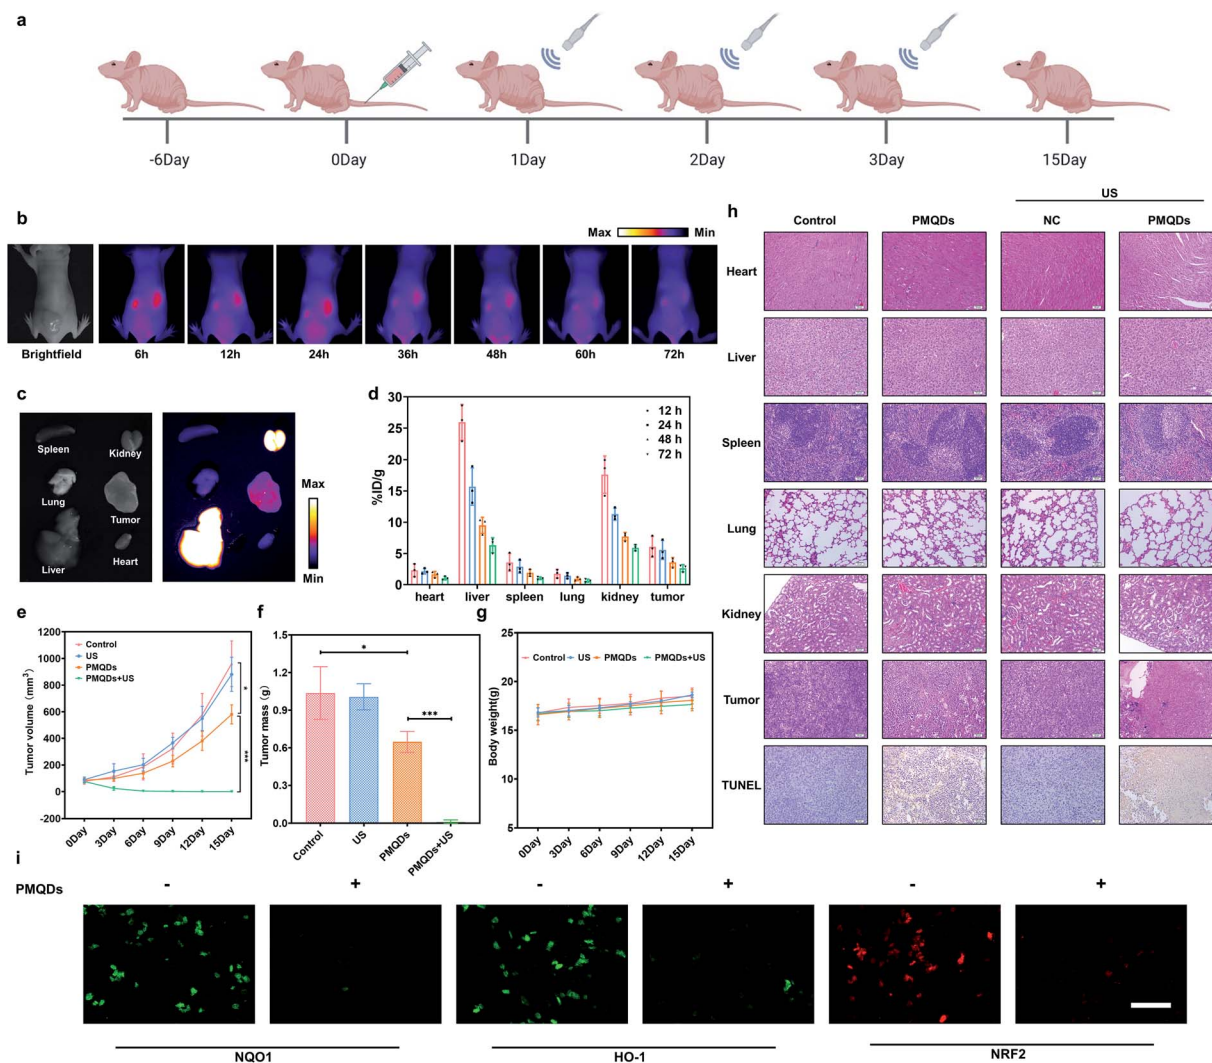 a
-6Day 0Day 1Day 2Day 3Day 15Day
b
Max Min
Brightfield 6h 12h 24h 36h 48h 60h 72h
c
Spleen Kidney
Lung Tumor
Liver Heart
Max
Min
d
%ID/g
30
25
20
15
10
5
0
12 h
24 h
48 h
72 h
heart liver spleen lung kidney tumor
e
Tumor volume (mm³)
1200
1000
800
600
400
200
0
-200
Control
US
PMQDs
PMQDs+US
*
***
0Day 3Day 6Day 9Day 12Day 15Day
f
Tumor mass (g)
1.5
1.2
0.9
0.6
0.3
0.0
*
***
Control US PMQDs PMQDs+US
g
Body weight(g)
25
20
15
10
5
Control US PMQDs PMQDs+US
0Day 3Day 6Day 9Day 12Day 15Day
h
US
Control PMQDs NC PMQDs
Heart
Liver
Spleen
Lung
Kidney
Tumor
TUNEL
i
PMQDs - + - + - +
NQO1 HO-1 NRF2